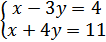 x − 3y = 4
x + 4y = 11